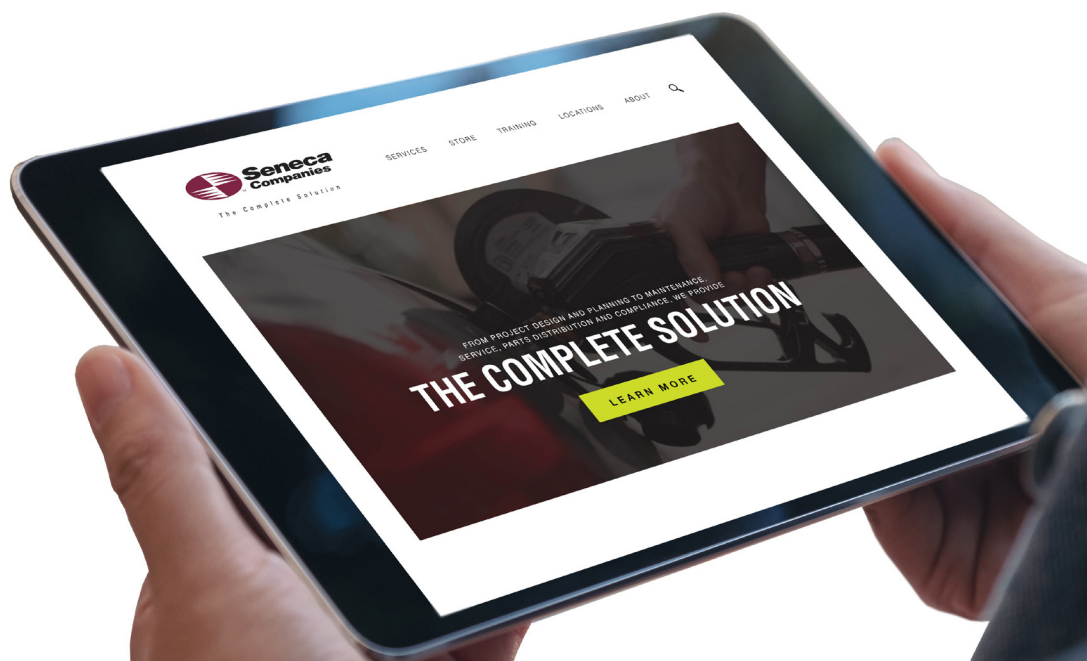 Seneca
Companies
The Complete Solution
SERVICES STORE TRAINING LOCATIONS ABOUT
FROM PROJECT DESIGN AND PLANNING TO MAINTENANCE,
SERVICE, PARTS DISTRIBUTION AND COMPLIANCE, WE PROVIDE
THE COMPLETE SOLUTION
LEARN MORE